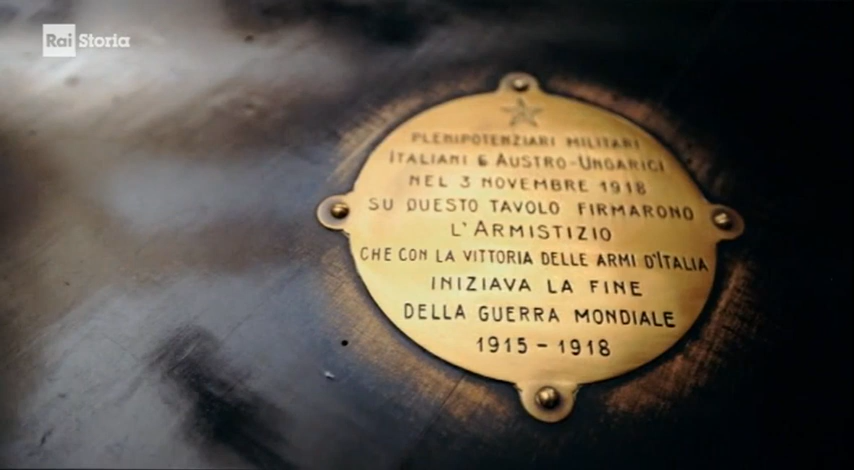 Rai Storia
PLENIPOTENZIARI MILITARI
ITALIANI E AUSTRO-UNGARICI
NEL 3 NOVEMBRE 1918
SU QUESTO TAVOLO FIRMARONO
L'ARMISTIZIO
CHE CON LA VITTORIA DELLE ARMI D'ITALIA
INIZIAVA LA FINE
DELLA GUERRA MONDIALE
1915-1918